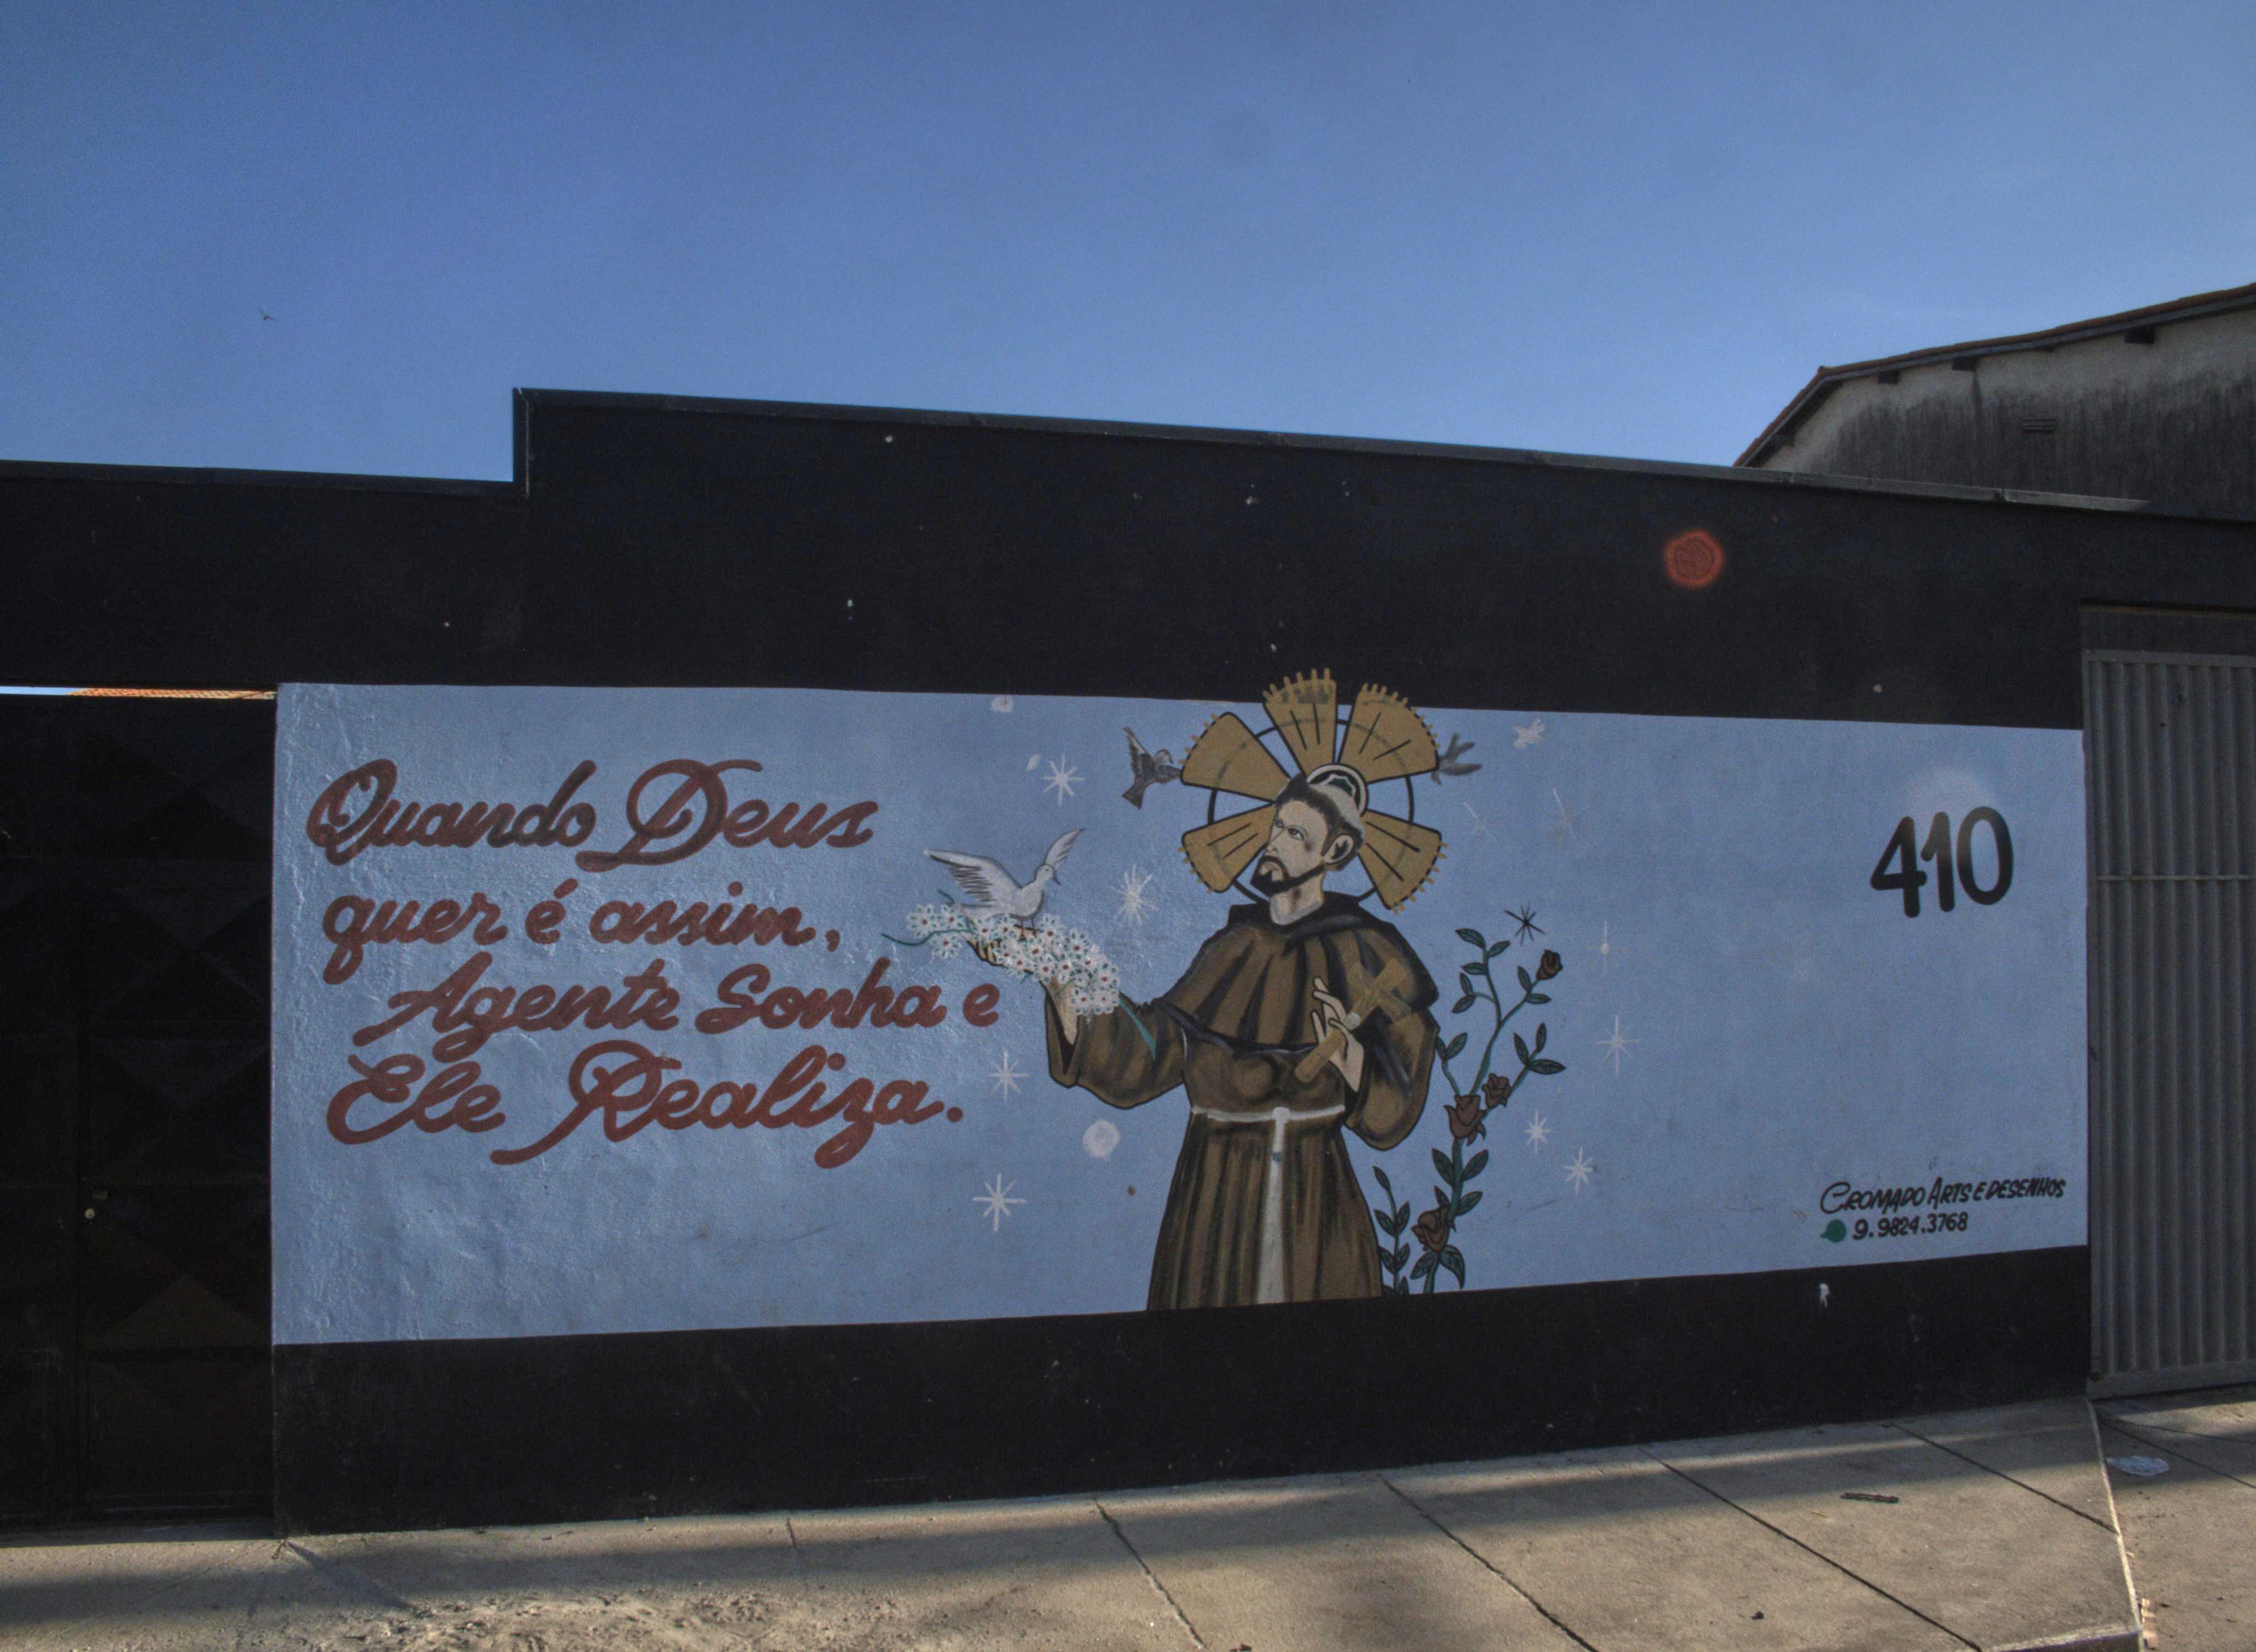 Quando Deus
quer é assim,
Agente Sonha e
Ele Realiza.
410
CROMADO ARTS E DESENHOS
9.9824.3768